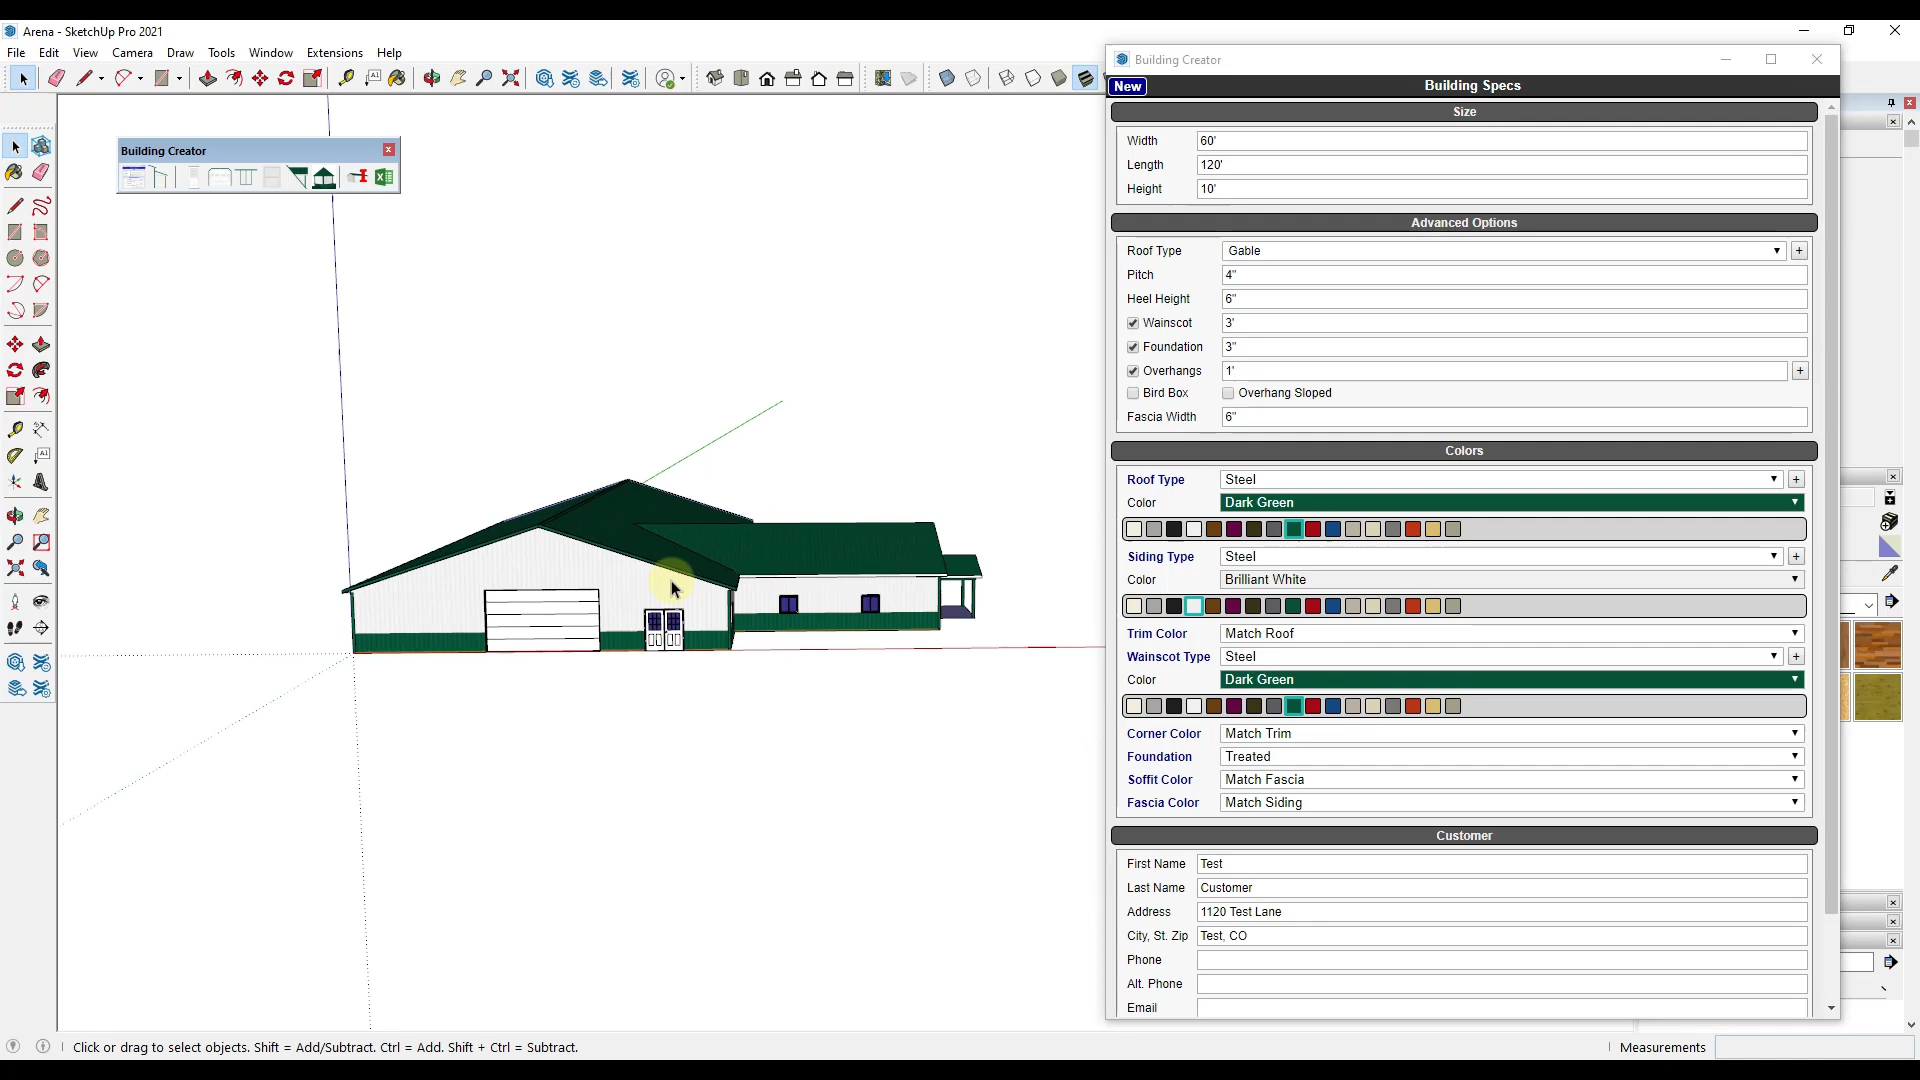 Arena - SketchUp Pro 2021
File Edit View Camera Draw Tools Window Extensions Help
Building Creator
Building Creator
New
Building Specs
Size
Width 60'
Length 120'
Height 10'
Advanced Options
Roof Type Gable
Pitch 4"
Heel Height 6"
Wainscot 3'
Foundation 3"
Overhangs 1'
Bird Box Overhang Sloped
Fascia Width 6"
Colors
Roof Type Steel
Color Dark Green
Siding Type Steel
Color Brilliant White
Trim Color Match Roof
Wainscot Type Steel
Color Dark Green
Corner Color Match Trim
Foundation Treated
Soffit Color Match Fascia
Fascia Color Match Siding
Customer
First Name Test
Last Name Customer
Address 1120 Test Lane
City, St. Zip Test, CO
Phone
Alt. Phone
Email
Click or drag to select objects. Shift = Add/Subtract. Ctrl = Add. Shift + Ctrl = Subtract.
Measurements